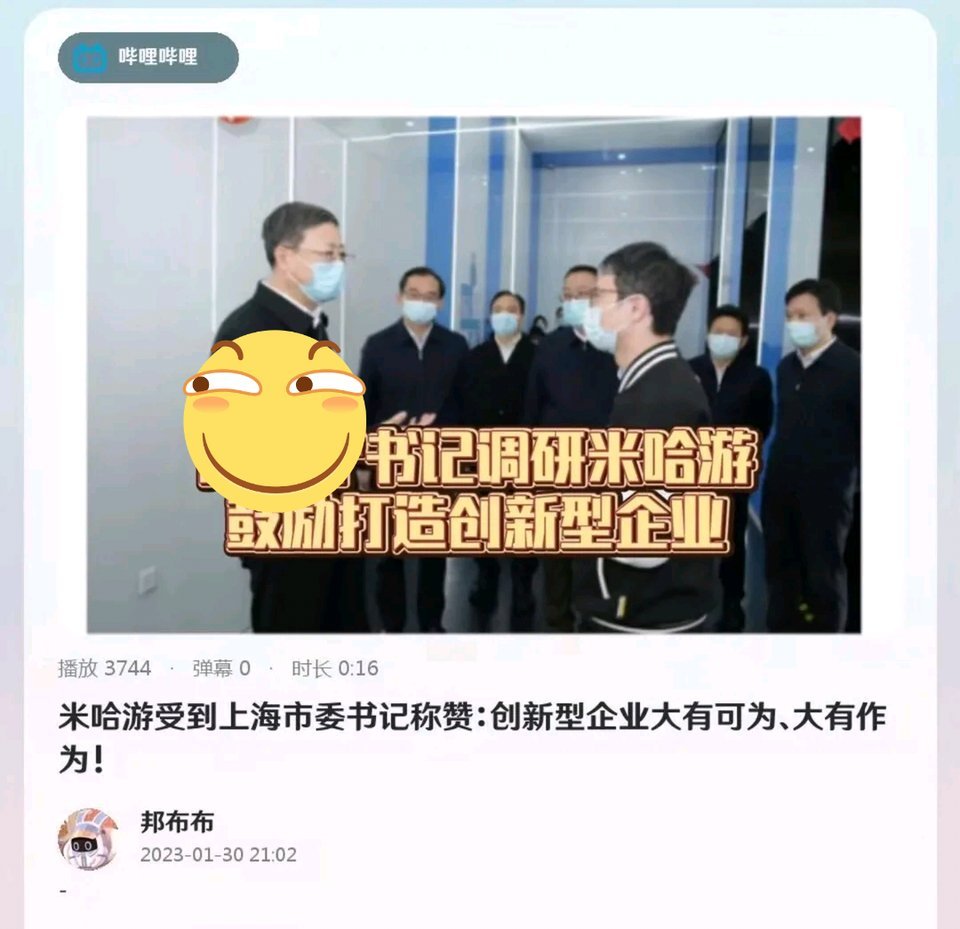 哔哩哔哩
书记调研米哈游
鼓励打造创新型企业
播放 3744 · 弹幕 0 · 时长 0:16
米哈游受到上海市委书记称赞：创新型企业大有可为、大有作
为！
邦布布
2023-01-30 21:02
-